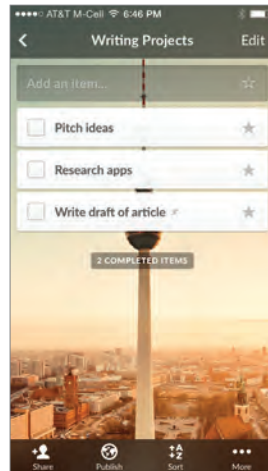 AT&T M-Cell 6:46 PM
Writing Projects Edit
Add an item...
Pitch ideas
Research apps
Write draft of article
2 COMPLETED ITEMS
Share Publish Sort More